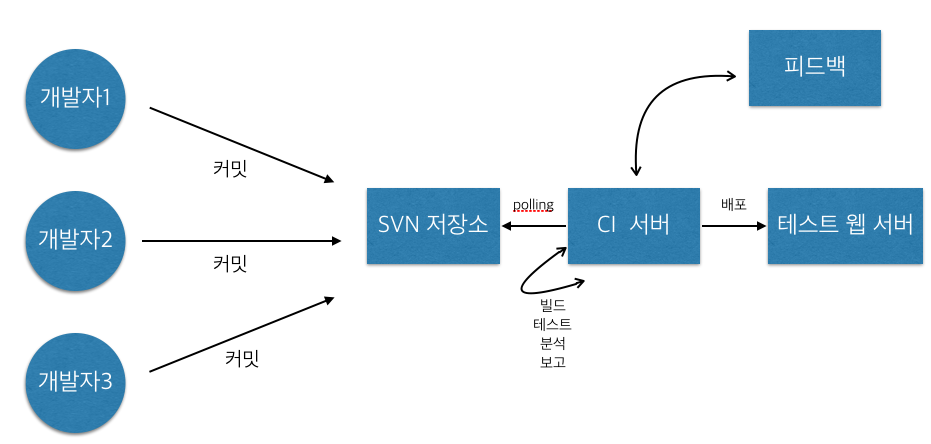 피드백
개발자1
커밋
polling
배포
SVN 저장소
CI 서버
테스트 웹 서버
개발자2
커밋
빌드
테스트
분석
보고
커밋
개발자3